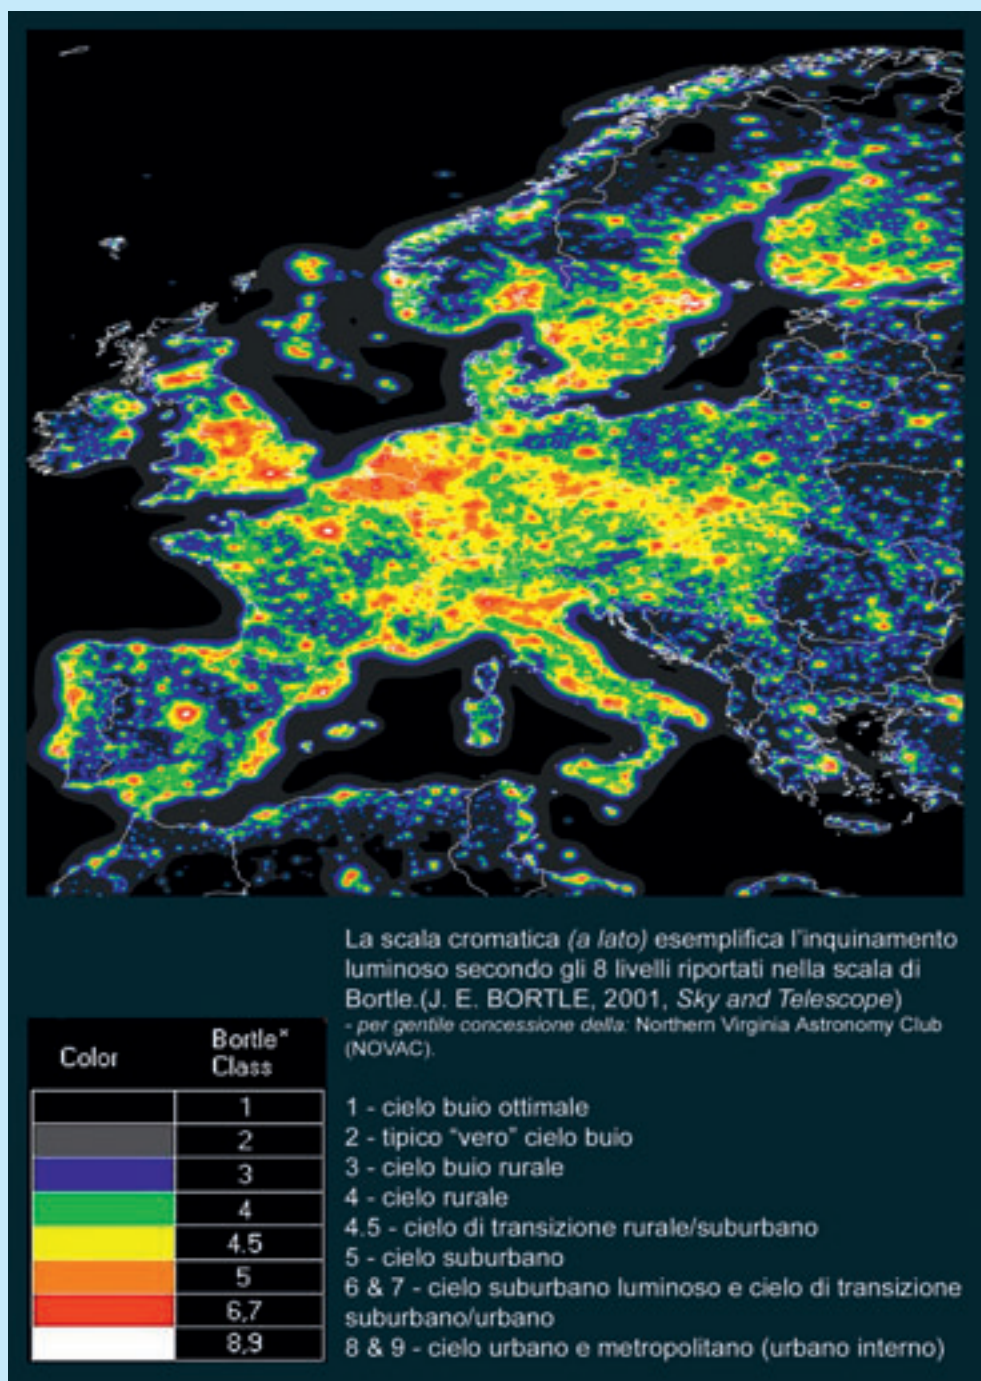 La scala cromatica (a lato) esemplifica l'inquinamento
luminoso secondo gli 8 livelli riportati nella scala di
Bortle.(J. E. BORTLE, 2001, Sky and Telescope)
- per gentile concessione della: Northern Virginia Astronomy Club
(NOVAC).
Color Bortle*
Class
1
2
3
4
4.5
5
6,7
8,9
1 - cielo buio ottimale
2 - tipico “vero” cielo buio
3 - cielo buio rurale
4 - cielo rurale
4.5 - cielo di transizione rurale/suburbano
5 - cielo suburbano
6 & 7 - cielo suburbano luminoso e cielo di transizione
suburbano/urbano
8 & 9 - cielo urbano e metropolitano (urbano interno)